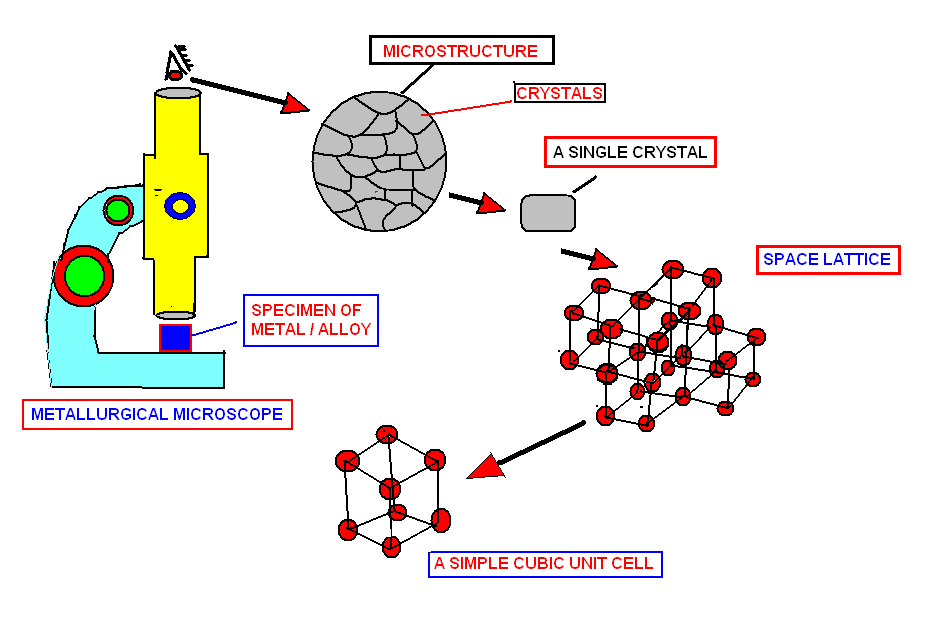 MICROSTRUCTURE
CRYSTALS
A SINGLE CRYSTAL
SPACE LATTICE
SPECIMEN OF
METAL / ALLOY
METALLURGICAL MICROSCOPE
A SIMPLE CUBIC UNIT CELL